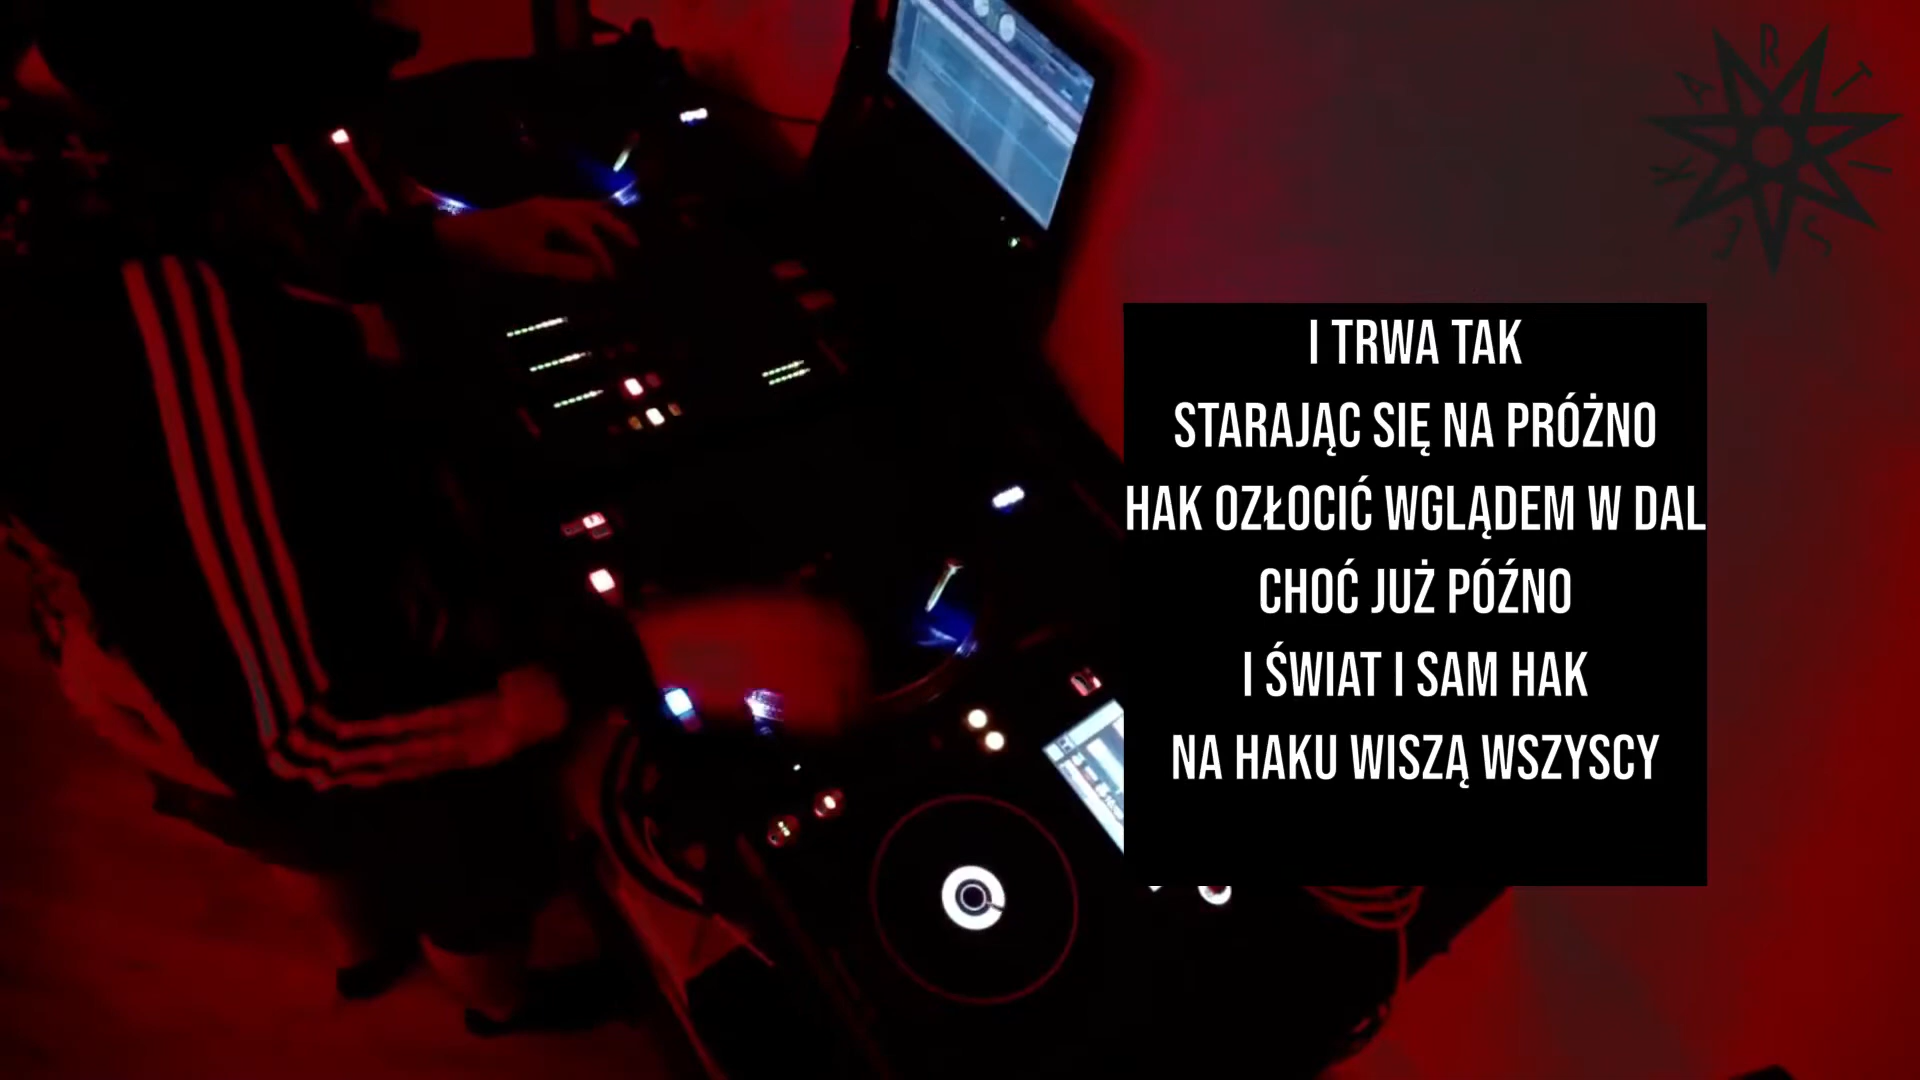 I TRWA TAK
STARAJĄC SIĘ NA PRÓŻNO
HAK OZŁOCIĆ WGLĄDEM W DAL
CHOĆ JUŻ PÓŹNO
I ŚWIAT I SAM HAK
NA HAKU WISZĄ WSZYSCY